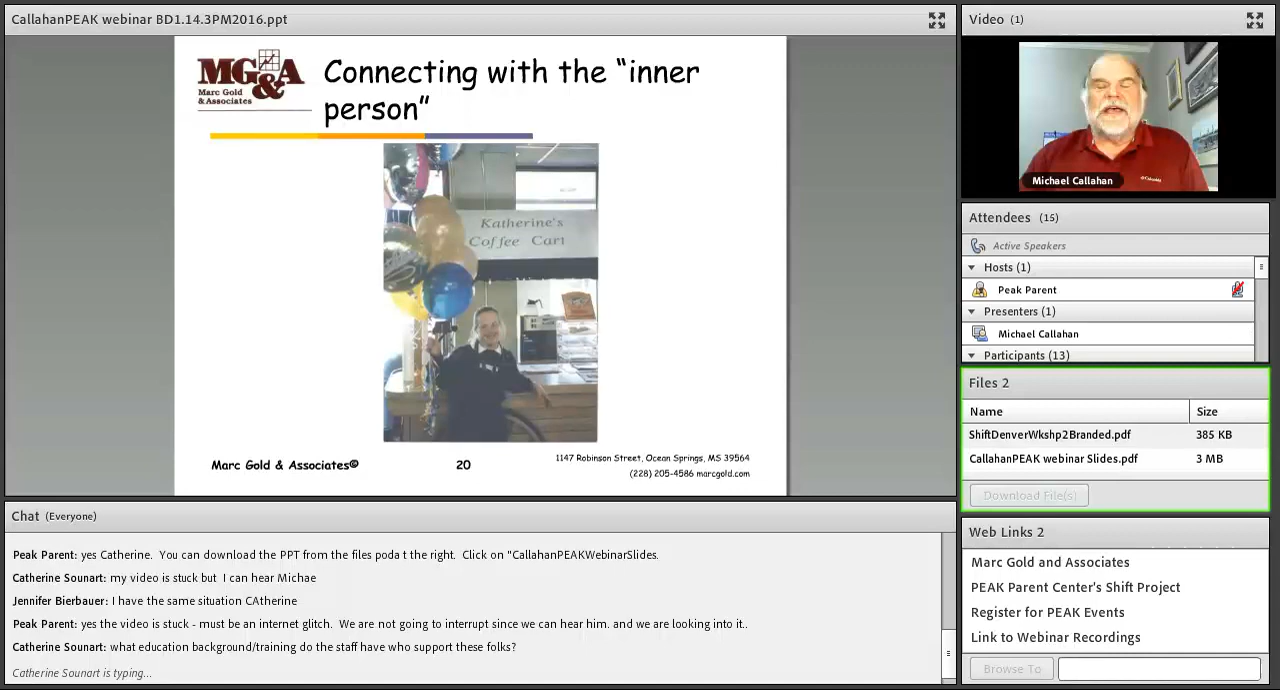 CallahanPEAK webinar BD1.14.3PM2016.ppt
MG&A
Marc Gold
& Associates
Connecting with the “inner
person”
Katherine's
Coffee Cart
Marc Gold & Associates©
20
1147 Robinson Street, Ocean Springs, MS 39564
(228) 205-4586 marcgold.com
Chat (Everyone)
Peak Parent: yes Catherine. You can download the PPT from the files poda t the right. Click on "CallahanPEAKWebinarSlides.
Catherine Sounart: my video is stuck but I can hear Michae
Jennifer Bierbauer: I have the same situation CAtherine
Peak Parent: yes the video is stuck - must be an internet glitch. We are not going to interrupt since we can hear him. and we are looking into it..
Catherine Sounart: what education background/training do the staff have who support these folks?
Catherine Sounart is typing...
Video (1)
Michael Callahan
Attendees (15)
Active Speakers
Hosts (1)
Peak Parent
Presenters (1)
Michael Callahan
Participants (13)
Files 2
Name Size
ShiftDenverWkshp2Branded.pdf 385 KB
CallahanPEAK webinar Slides.pdf 3 MB
Download File(s)
Web Links 2
Marc Gold and Associates
PEAK Parent Center's Shift Project
Register for PEAK Events
Link to Webinar Recordings
Browse To